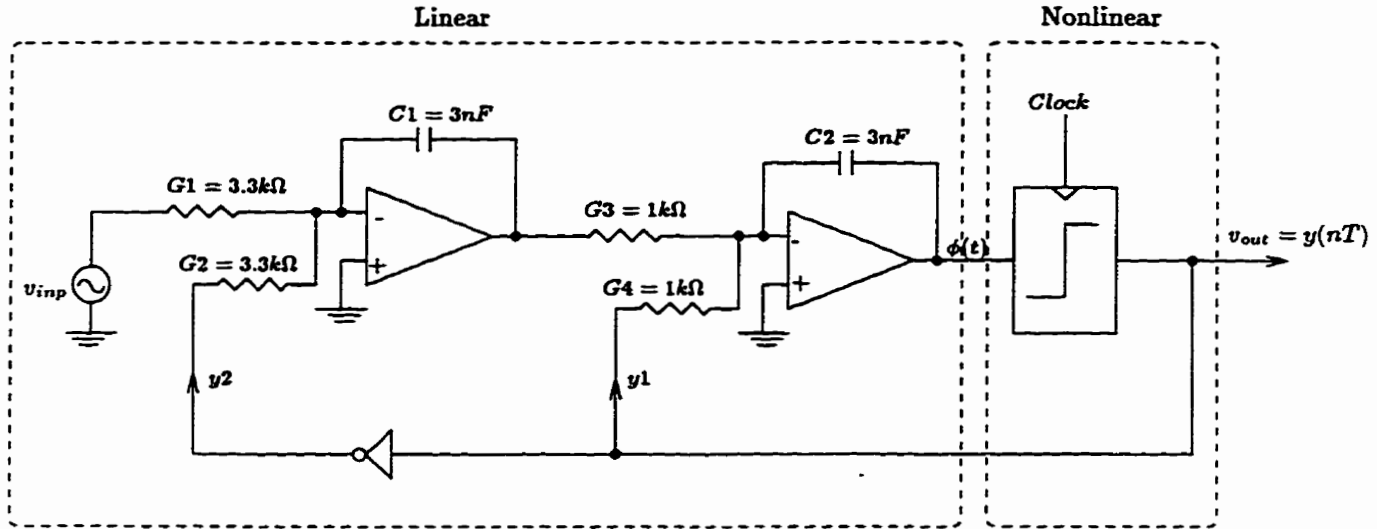 Linear
Nonlinear
Clock
C1 = 3nF
C2 = 3nF
G1 = 3.3kΩ
G3 = 1kΩ
G2 = 3.3kΩ
G4 = 1kΩ
-
+
-
+
ϕ(t)
v_out = y(nT)
v_inp
y2
y1